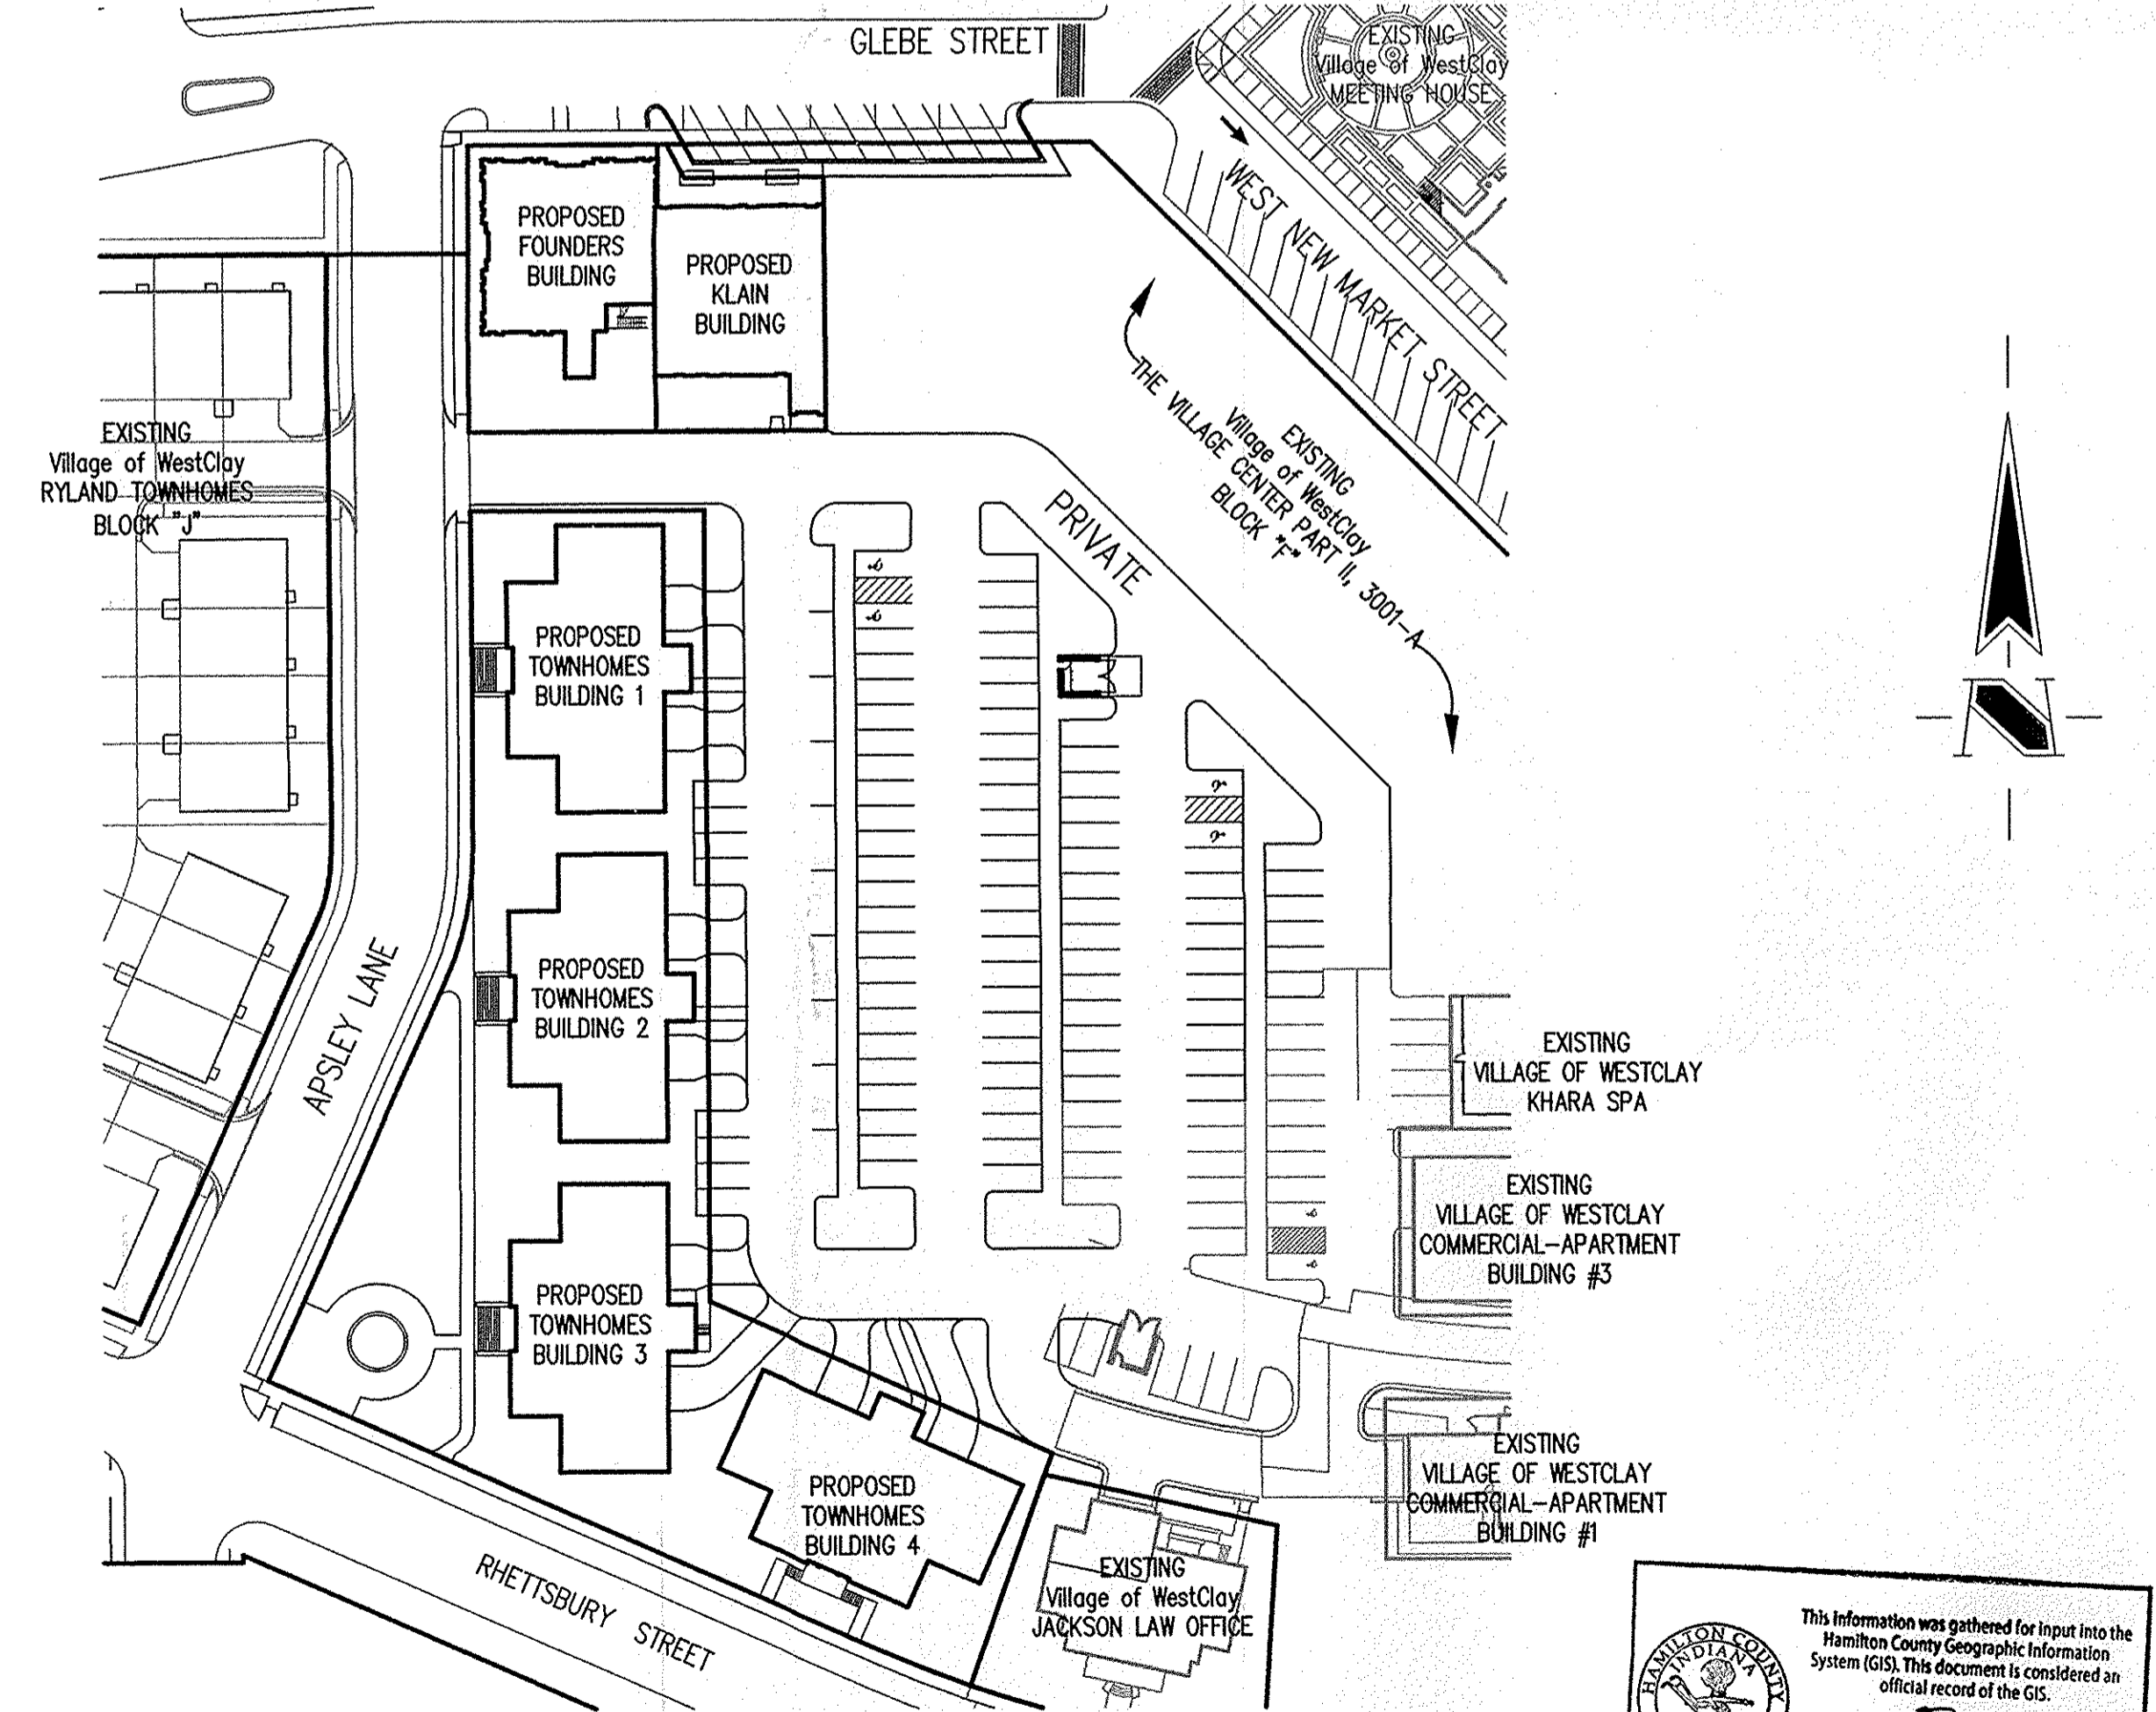 GLEBE STREET
EXISTING
Village of WestClay
MEETING HOUSE
WEST NEW MARKET STREET
PROPOSED
FOUNDERS
BUILDING
PROPOSED
KLAIN
BUILDING
EXISTING
Village of WestClay
RYLAND TOWNHOMES
BLOCK "J"
EXISTING
Village of WestClay
THE VILLAGE CENTER PART II, 3001-A
BLOCK "F"
PRIVATE
N
PROPOSED
TOWNHOMES
BUILDING 1
APSLEY LANE
PROPOSED
TOWNHOMES
BUILDING 2
EXISTING
VILLAGE OF WESTCLAY
KHARA SPA
EXISTING
VILLAGE OF WESTCLAY
COMMERCIAL-APARTMENT
BUILDING #3
PROPOSED
TOWNHOMES
BUILDING 3
EXISTING
VILLAGE OF WESTCLAY
COMMERCIAL-APARTMENT
BUILDING #1
PROPOSED
TOWNHOMES
BUILDING 4
EXISTING
Village of WestClay
JACKSON LAW OFFICE
RHETTSBURY STREET
HAMILTON COUNTY
INDIANA
This information was gathered for input into the
Hamilton County Geographic Information
System (GIS). This document is considered an
official record of the GIS.